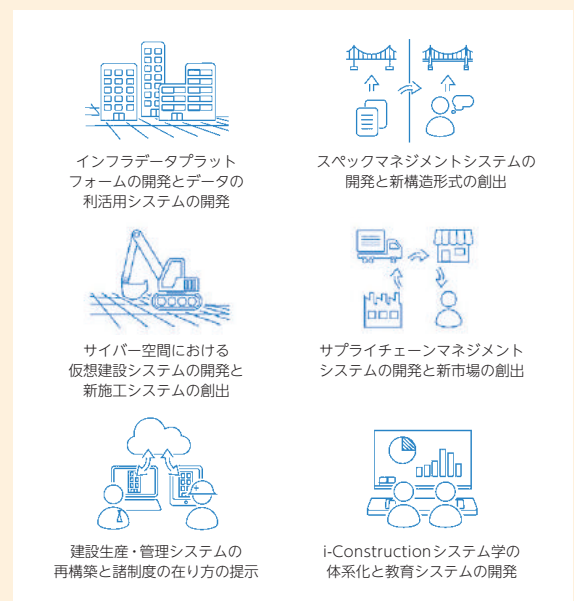 インフラデータプラット
フォームの開発とデータの
利活用システムの開発
スペックマネジメントシステムの
開発と新構造形式の創出
サイバー空間における
仮想建設システムの開発と
新施工システムの創出
サプライチェーンマネジメント
システムの開発と新市場の創出
建設生産・管理システムの
再構築と諸制度の在り方の提示
i-Constructionシステム学の
体系化と教育システムの開発